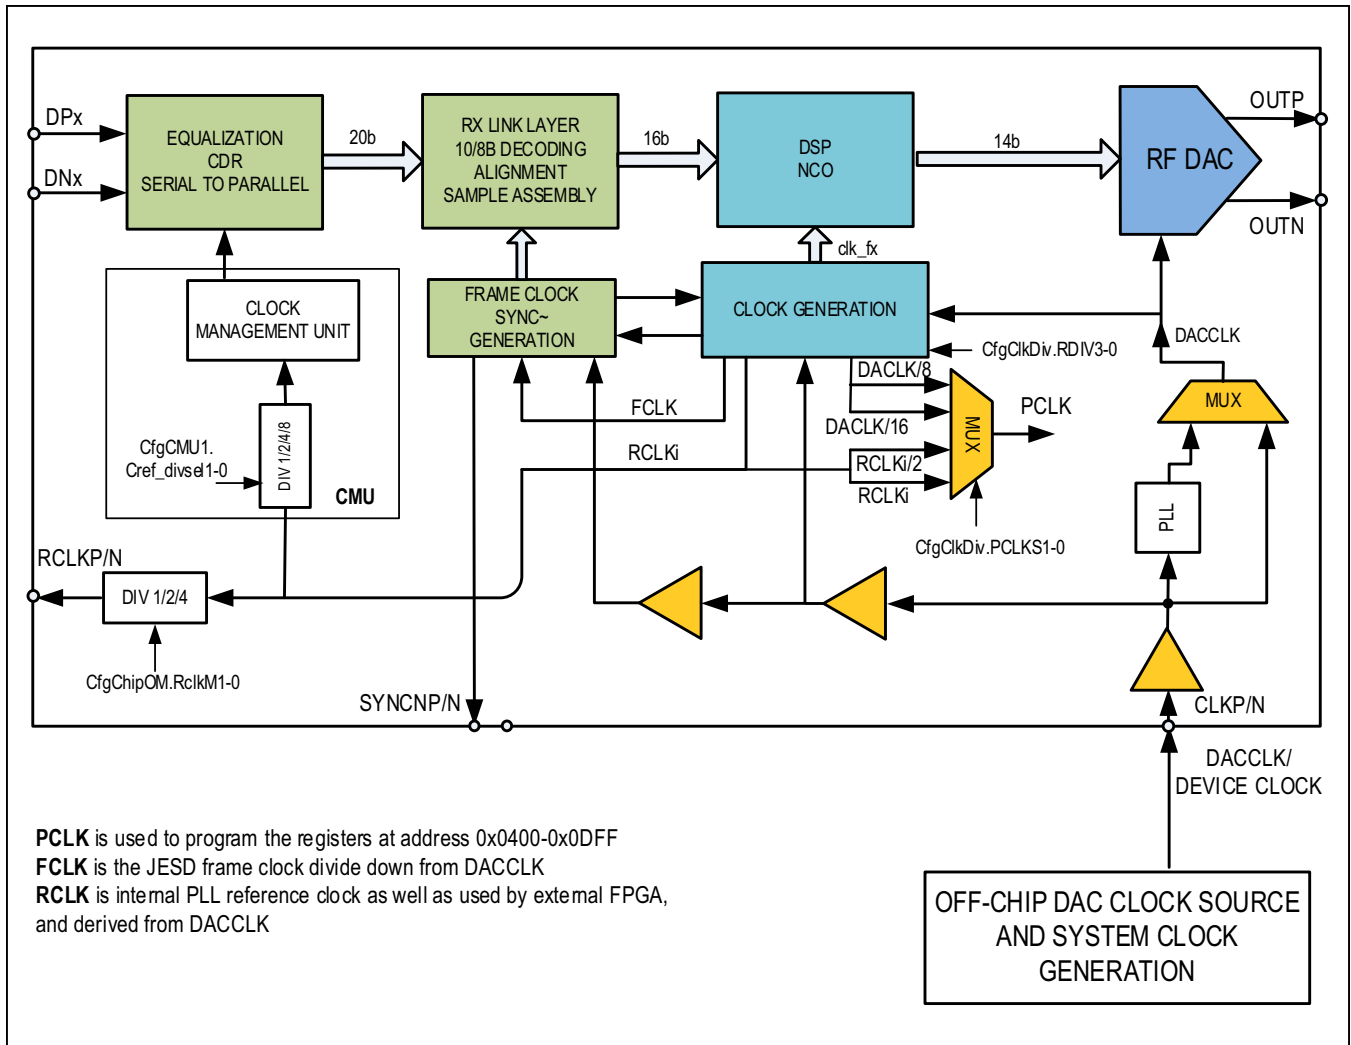 DPx
DNx
EQUALIZATION
CDR
SERIAL TO PARALLEL
20b
RX LINK LAYER
10/8B DECODING
ALIGNMENT
SAMPLE ASSEMBLY
16b
DSP
NCO
14b
RF DAC
OUTP
OUTN
clk_fx
CLOCK
MANAGEMENT UNIT
FRAME CLOCK
SYNC~
GENERATION
CLOCK GENERATION
DACCLK
CfgClkDiv.RDIV3-0
DACLK/8
DACLK/16
RCLKi/2
RCLKi
MUX
PCLK
MUX
FCLK
RCLKi
CfgCMU1.
Cref_divsel1-0
DIV 1/2/4/8
CMU
CfgClkDiv.PCLKS1-0
PLL
RCLKP/N
DIV 1/2/4
CfgChipOM.RclkM1-0
SYNCNP/N
CLKP/N
DACCLK/
DEVICE CLOCK
PCLK is used to program the registers at address 0x0400-0x0DFF
FCLK is the JESD frame clock divide down from DACCLK
RCLK is internal PLL reference clock as well as used by external FPGA,
and derived from DACCLK
OFF-CHIP DAC CLOCK SOURCE
AND SYSTEM CLOCK
GENERATION